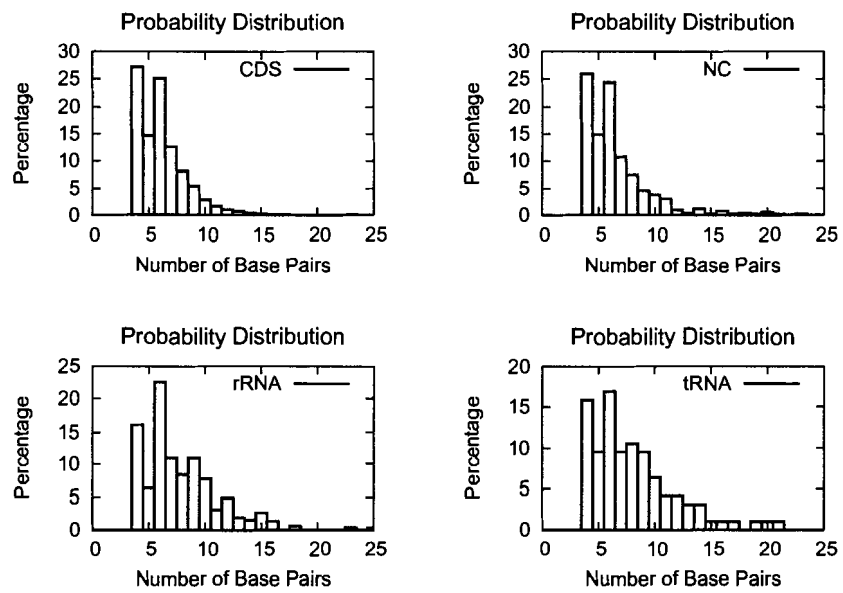 Probability Distribution
30
25
20
15
10
5
0
Percentage
CDS
0 5 10 15 20 25
Number of Base Pairs
Probability Distribution
30
25
20
15
10
5
0
Percentage
NC
0 5 10 15 20 25
Number of Base Pairs
Probability Distribution
25
20
15
10
5
0
Percentage
rRNA
0 5 10 15 20 25
Number of Base Pairs
Probability Distribution
20
15
10
5
0
Percentage
tRNA
0 5 10 15 20 25
Number of Base Pairs